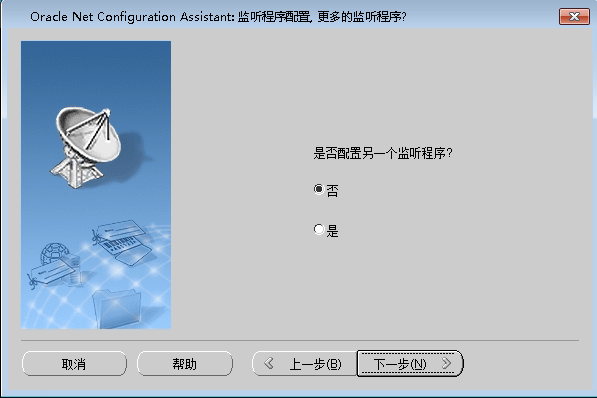 Oracle Net Configuration Assistant: 监听程序配置, 更多的监听程序?
是否配置另一个监听程序?
否
是
取消
帮助
上一步(B)
下一步(N)